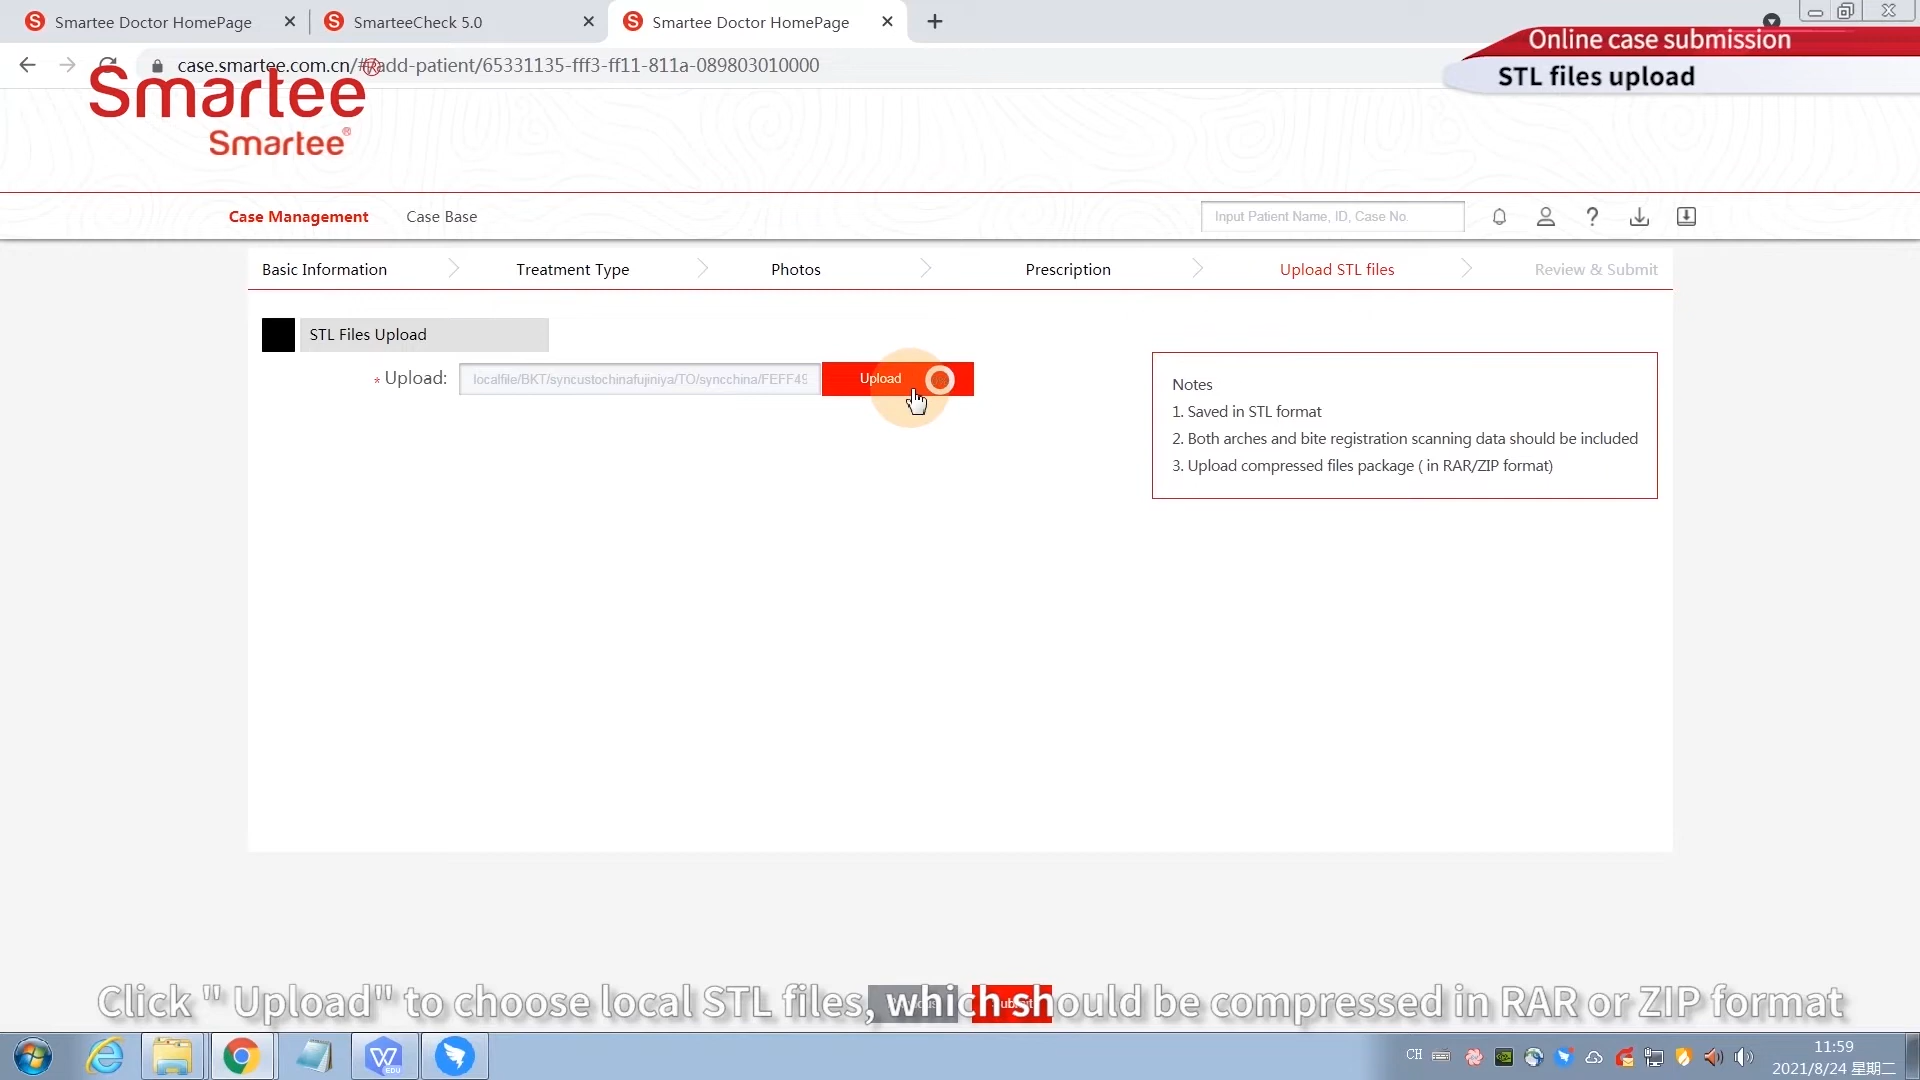 Smartee Doctor HomePage
SmarteeCheck 5.0
Smartee Doctor HomePage
Online case submission
case.smartee.com.cn/#/add-patient/65331135-fff3-ff11-811a-089803010000
STL files upload
Smartee®
Smartee®
Case Management
Case Base
Input Patient Name, ID, Case No.
Basic Information
Treatment Type
Photos
Prescription
Upload STL files
Review & Submit
STL Files Upload
* Upload:
localfile/BKT/syncustochinafujiniya/TO/syncchina/FEFF49
Upload
Notes
1. Saved in STL format
2. Both arches and bite registration scanning data should be included
3. Upload compressed files package ( in RAR/ZIP format)
Click " Upload" to choose local STL files, which should be compressed in RAR or ZIP format
EDU
CH
11:59
2021/8/24 星期二